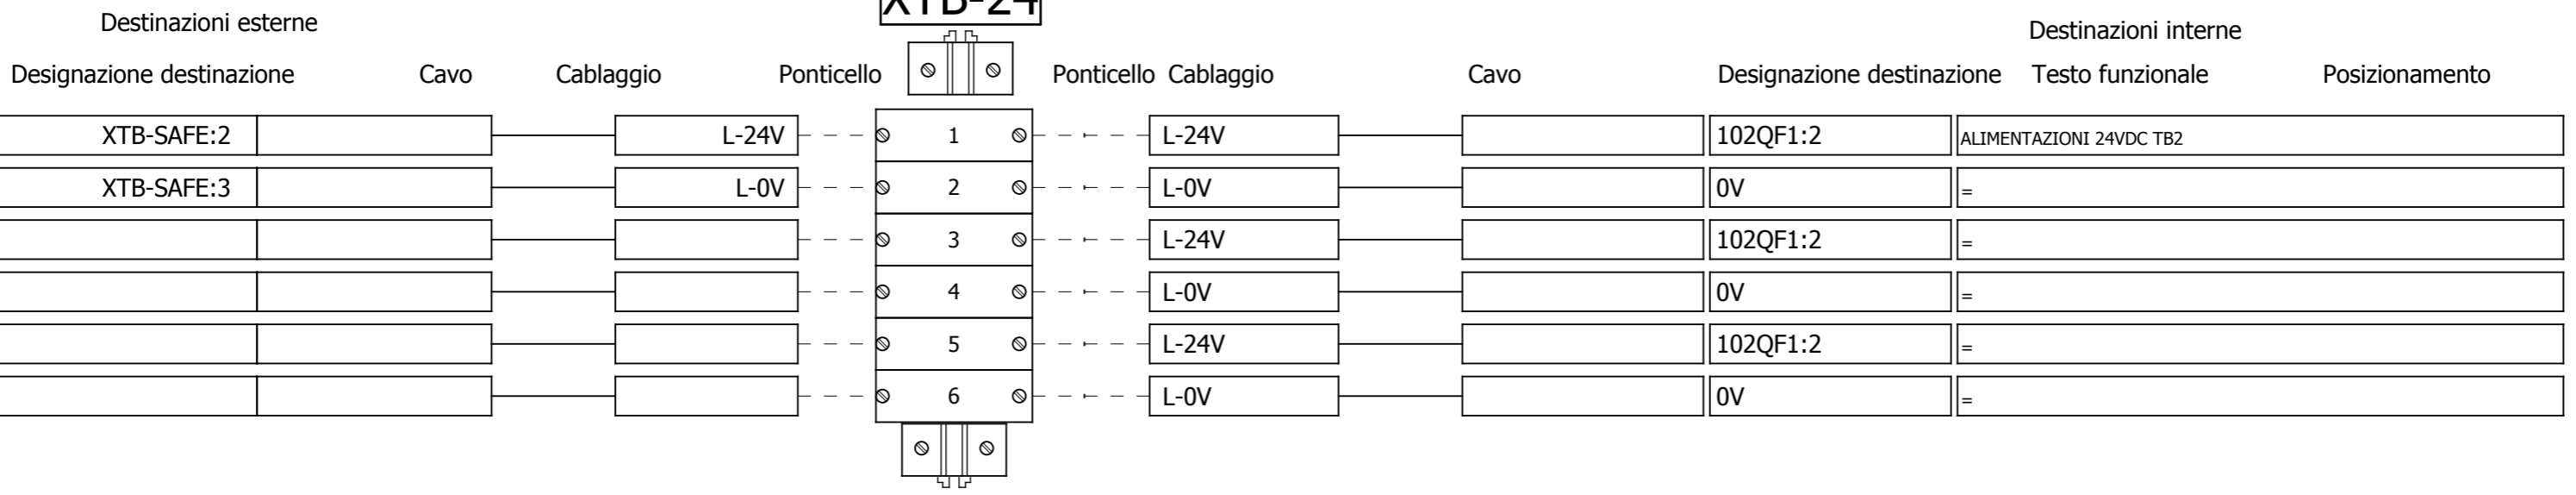 XTB-24
Destinazioni esterne
Destinazioni interne
Designazione destinazione Cavo Cablaggio Ponticello Ponticello Cablaggio Cavo Designazione destinazione Testo funzionale Posizionamento
XTB-SAFE:2 L-24V 1 L-24V 102QF1:2 ALIMENTAZIONI 24VDC TB2
XTB-SAFE:3 L-0V 2 L-0V 0V =
3 L-24V 102QF1:2 =
4 L-0V 0V =
5 L-24V 102QF1:2 =
6 L-0V 0V =